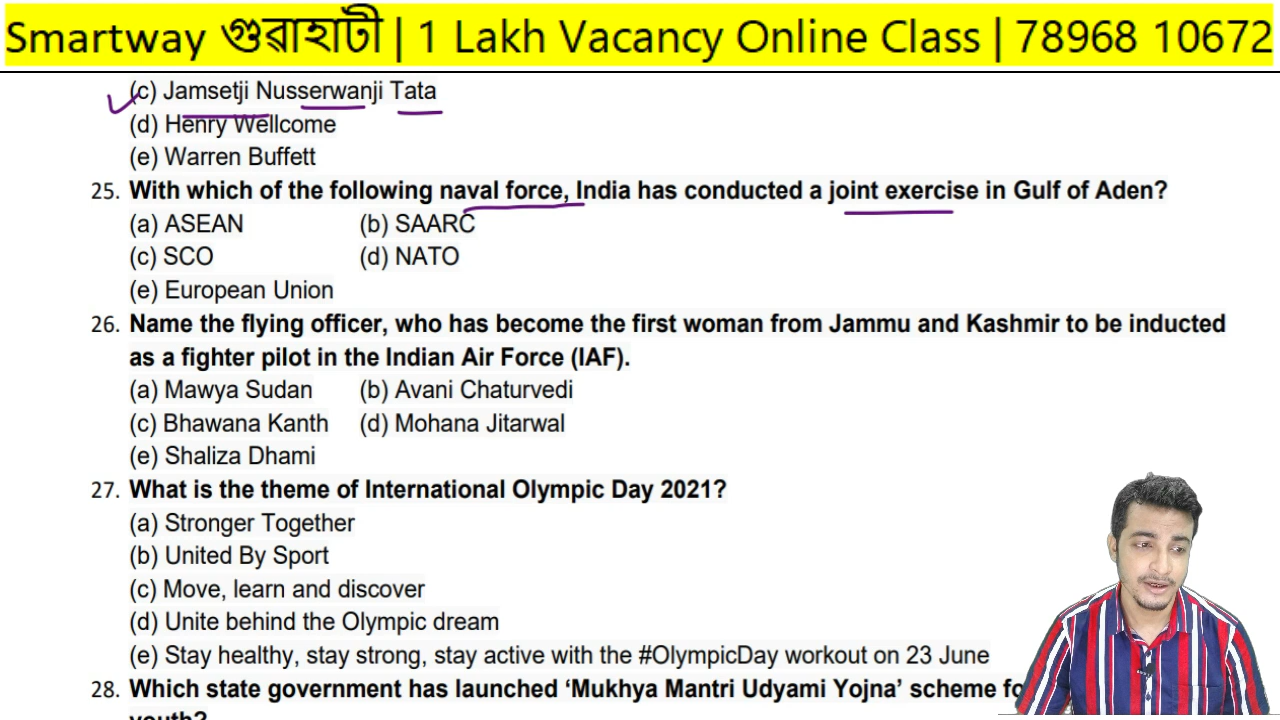 Smartway গুৱাহাটী | 1 Lakh Vacancy Online Class | 78968 10672
(c) Jamsetji Nusserwanji Tata
(d) Henry Wellcome
(e) Warren Buffett
25. With which of the following naval force, India has conducted a joint exercise in Gulf of Aden?
(a) ASEAN (b) SAARC
(c) SCO (d) NATO
(e) European Union
26. Name the flying officer, who has become the first woman from Jammu and Kashmir to be inducted
as a fighter pilot in the Indian Air Force (IAF).
(a) Mawya Sudan (b) Avani Chaturvedi
(c) Bhawana Kanth (d) Mohana Jitarwal
(e) Shaliza Dhami
27. What is the theme of International Olympic Day 2021?
(a) Stronger Together
(b) United By Sport
(c) Move, learn and discover
(d) Unite behind the Olympic dream
(e) Stay healthy, stay strong, stay active with the #OlympicDay workout on 23 June
28. Which state government has launched ‘Mukhya Mantri Udyami Yojna’ scheme
youth?